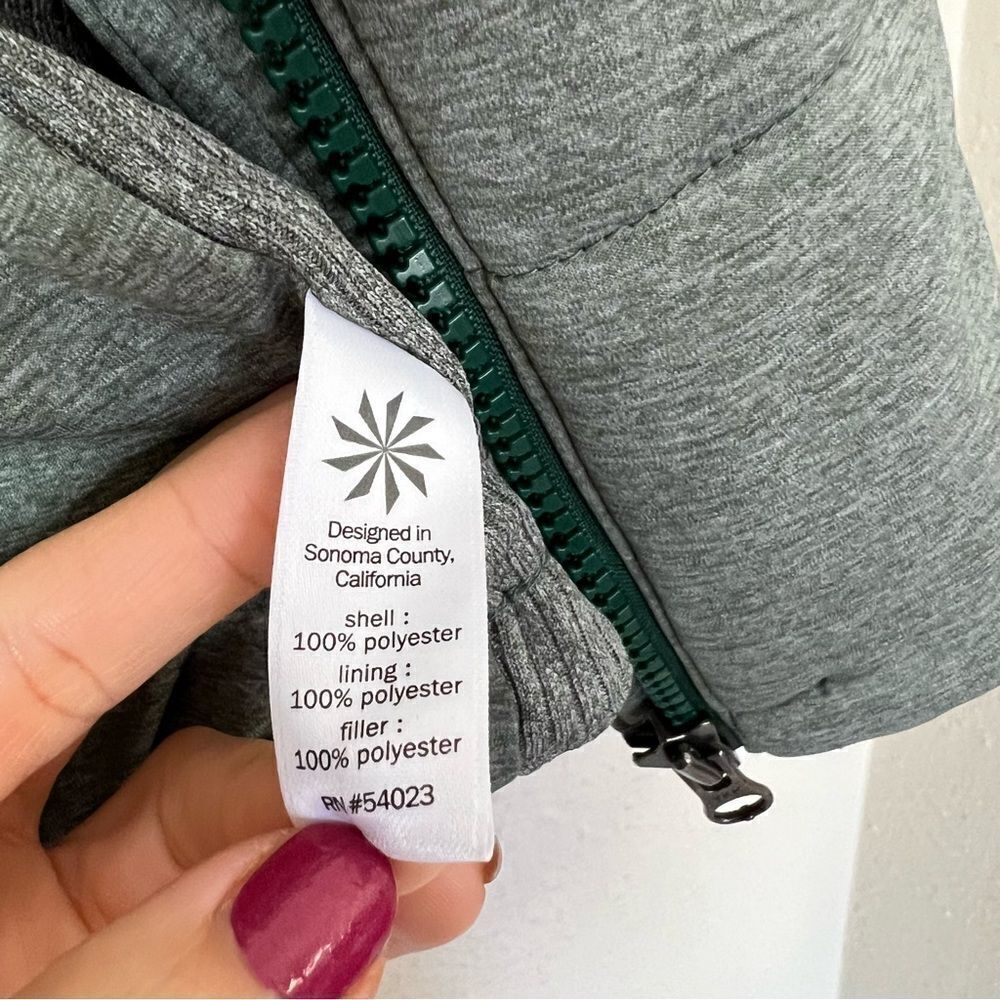 Designed in
Sonoma County,
California
shell :
100% polyester
lining :
100% polyester
filler :
100% polyester
RN #54023